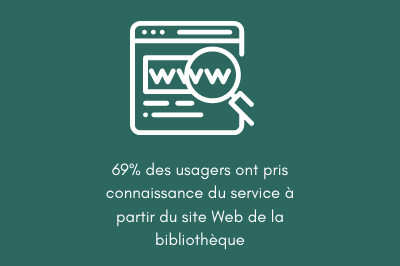 www
69% des usagers ont pris
connaissance du service à
partir du site Web de la
bibliothèque